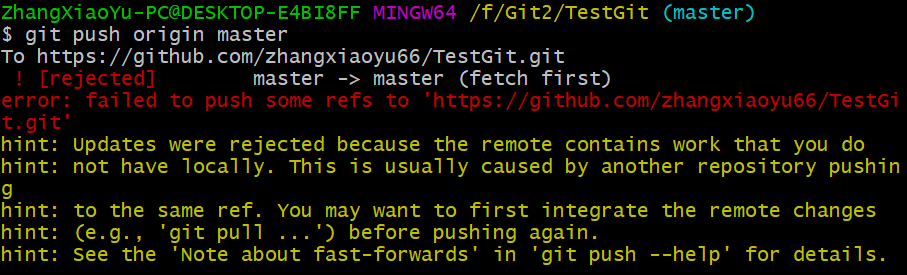 ZhangXiaoYu-PC@DESKTOP-E4BI8FF MINGW64 /f/Git2/TestGit (master)
$ git push origin master
To https://github.com/zhangxiaoyu66/TestGit.git
 ! [rejected]        master -> master (fetch first)
error: failed to push some refs to 'https://github.com/zhangxiaoyu66/TestGi
t.git'
hint: Updates were rejected because the remote contains work that you do
hint: not have locally. This is usually caused by another repository pushin
g
hint: to the same ref. You may want to first integrate the remote changes
hint: (e.g., 'git pull ...') before pushing again.
hint: See the 'Note about fast-forwards' in 'git push --help' for details.